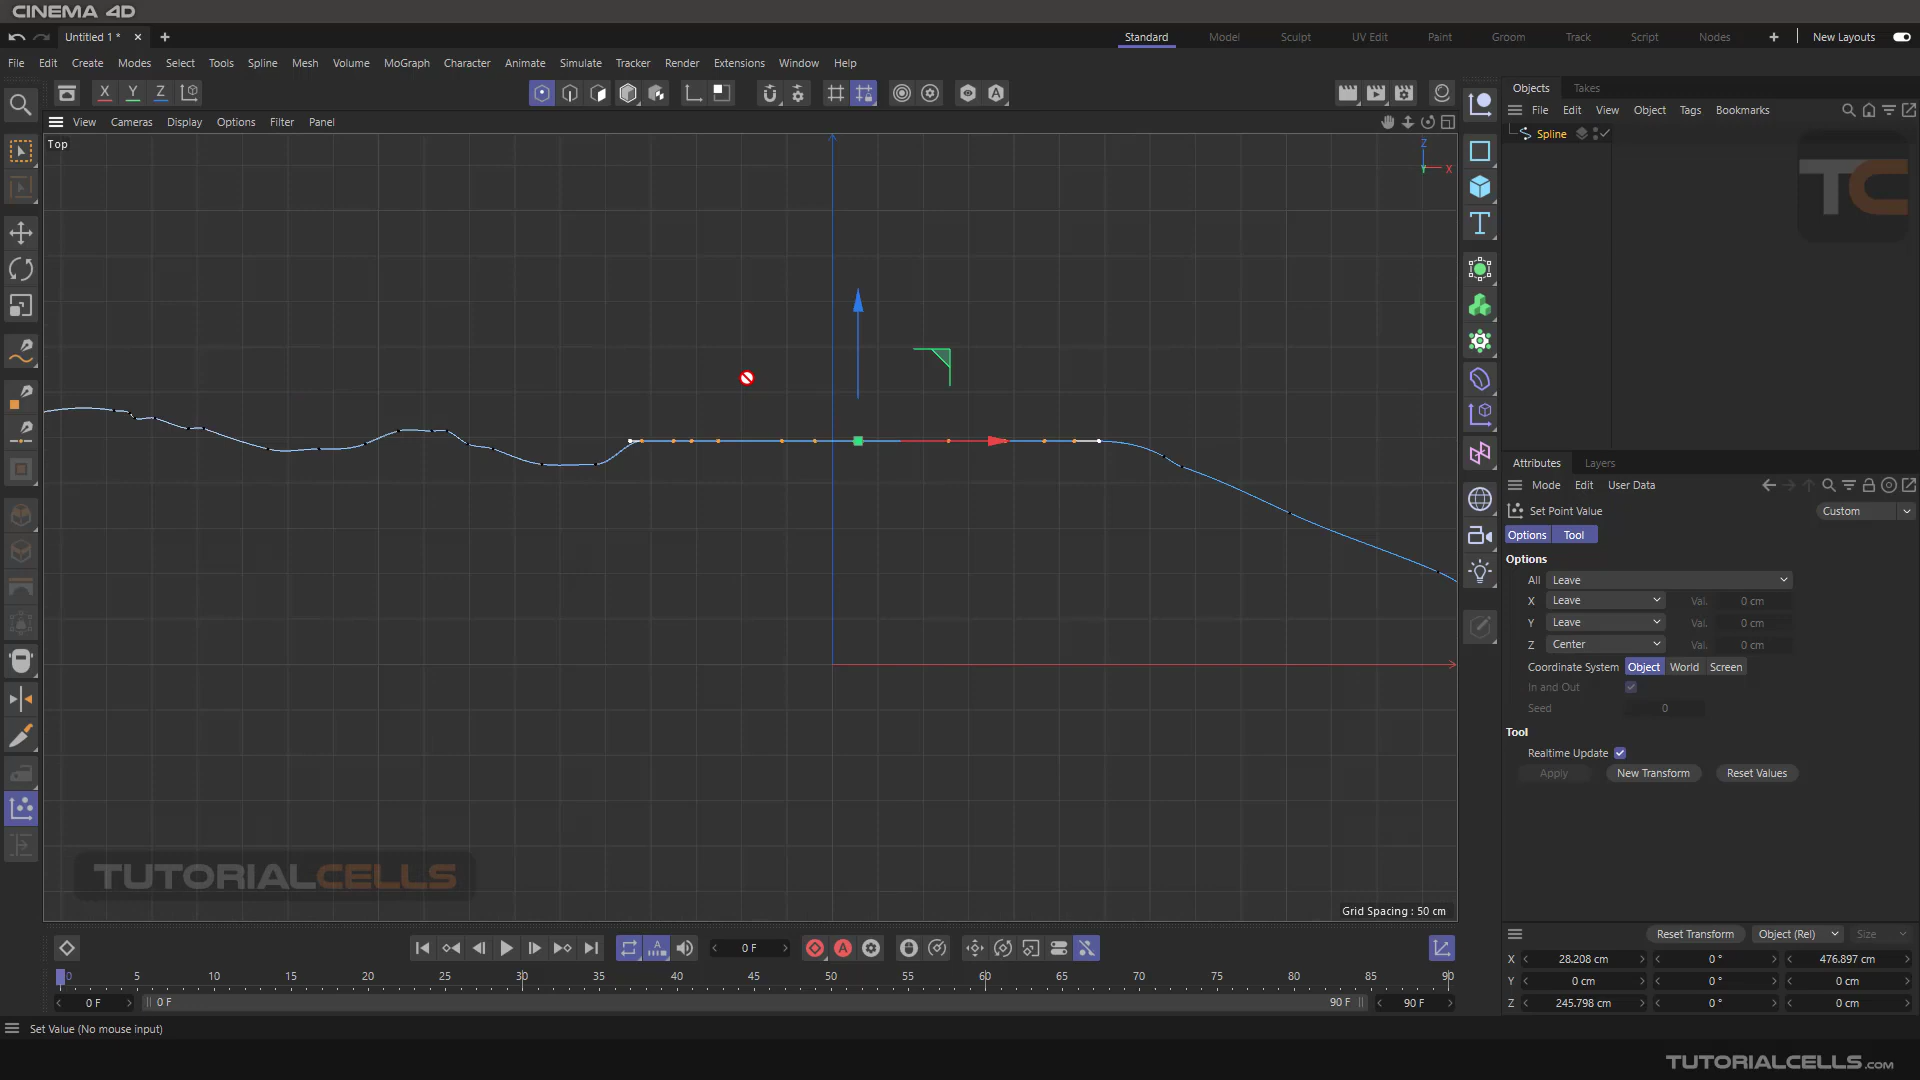 CINEMA 4D
Untitled 1 *
Standard Model Sculpt UV Edit Paint Groom Track Script Nodes New Layouts
File Edit Create Modes Select Tools Spline Mesh Volume MoGraph Character Animate Simulate Tracker Render Extensions Window Help
X Y Z
View Cameras Display Options Filter Panel
Top
Z
X
Y
Grid Spacing : 50 cm
TUTORIALCELLS
Objects Takes
File Edit View Object Tags Bookmarks
Spline
TC
Attributes Layers
Mode Edit User Data
Set Point Value
Custom
Options Tool
Options
All Leave
X Leave Val. 0 cm
Y Leave Val. 0 cm
Z Center Val. 0 cm
Coordinate System Object World Screen
In and Out
Seed 0
Tool
Realtime Update
Apply New Transform Reset Values
0 F
0 5 10 15 20 25 30 35 40 45 50 55 60 65 70 75 80 85 90
0 F 0 F 90 F 90 F
Reset Transform Object (Rel) Size
X 28.208 cm 0 ° 476.897 cm
Y 0 cm 0 ° 0 cm
Z 245.798 cm 0 ° 0 cm
Set Value (No mouse input)
TUTORIALCELLS.com